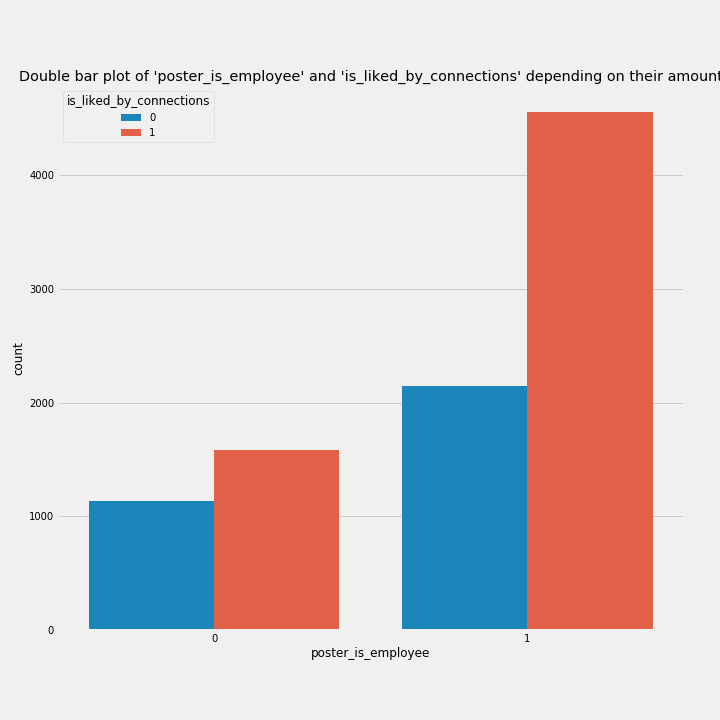 Double bar plot of 'poster_is_employee' and 'is_liked_by_connections' depending on their amount
is_liked_by_connections
0
1
4000
3000
2000
1000
0
count
0 1
poster_is_employee